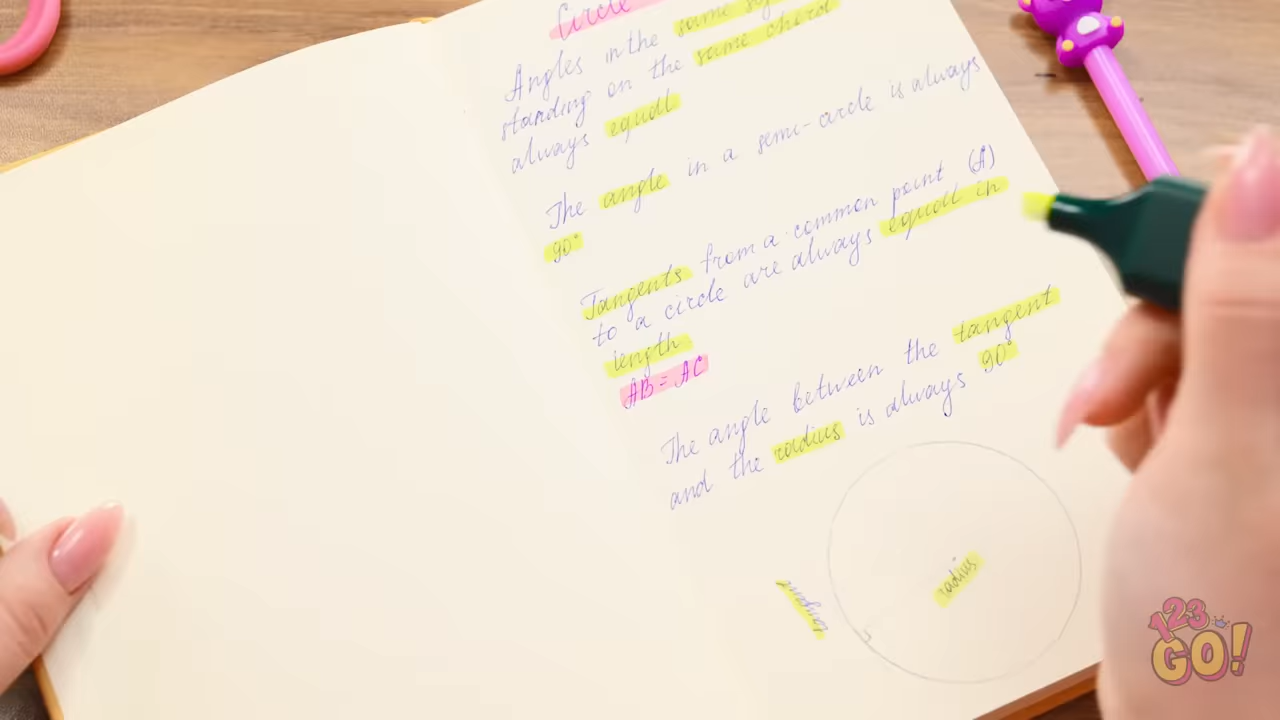 Circle
Angles in the same
standing on the same chord
always equall
The angle in a semi-circle is always
90°
Tangents from a common point (A)
to a circle are always equall in
length
AB = AC
The angle between the tangent
and the radius is always 90°
radius
tangent
123
GO!